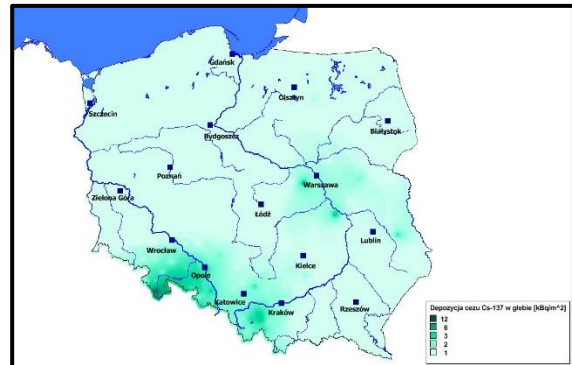 Gdańsk
Olsztyn
Szczecin
Białystok
Bydgoszcz
Poznań
Warszawa
Zielona Góra
Łódź
Lublin
Wrocław
Kielce
Opole
Katowice
Kraków
Rzeszów
Depozycja cezu Cs-137 w glebie [kBq/m^2]
12
6
3
2
1